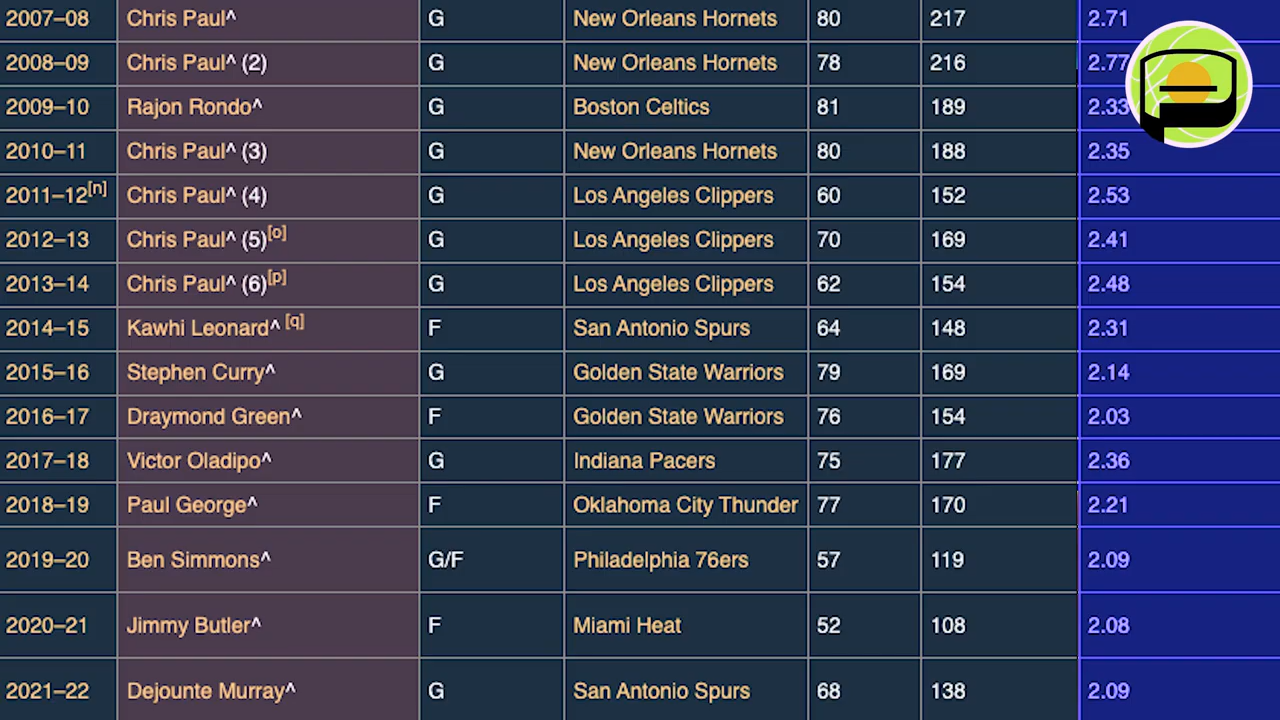 2007–08 Chris Paul^ G New Orleans Hornets 80 217 2.71
2008–09 Chris Paul^ (2) G New Orleans Hornets 78 216 2.77
2009–10 Rajon Rondo^ G Boston Celtics 81 189 2.33
2010–11 Chris Paul^ (3) G New Orleans Hornets 80 188 2.35
2011–12[n] Chris Paul^ (4) G Los Angeles Clippers 60 152 2.53
2012–13 Chris Paul^ (5)[o] G Los Angeles Clippers 70 169 2.41
2013–14 Chris Paul^ (6)[p] G Los Angeles Clippers 62 154 2.48
2014–15 Kawhi Leonard^ [q] F San Antonio Spurs 64 148 2.31
2015–16 Stephen Curry^ G Golden State Warriors 79 169 2.14
2016–17 Draymond Green^ F Golden State Warriors 76 154 2.03
2017–18 Victor Oladipo^ G Indiana Pacers 75 177 2.36
2018–19 Paul George^ F Oklahoma City Thunder 77 170 2.21
2019–20 Ben Simmons^ G/F Philadelphia 76ers 57 119 2.09
2020–21 Jimmy Butler^ F Miami Heat 52 108 2.08
2021–22 Dejounte Murray^ G San Antonio Spurs 68 138 2.09